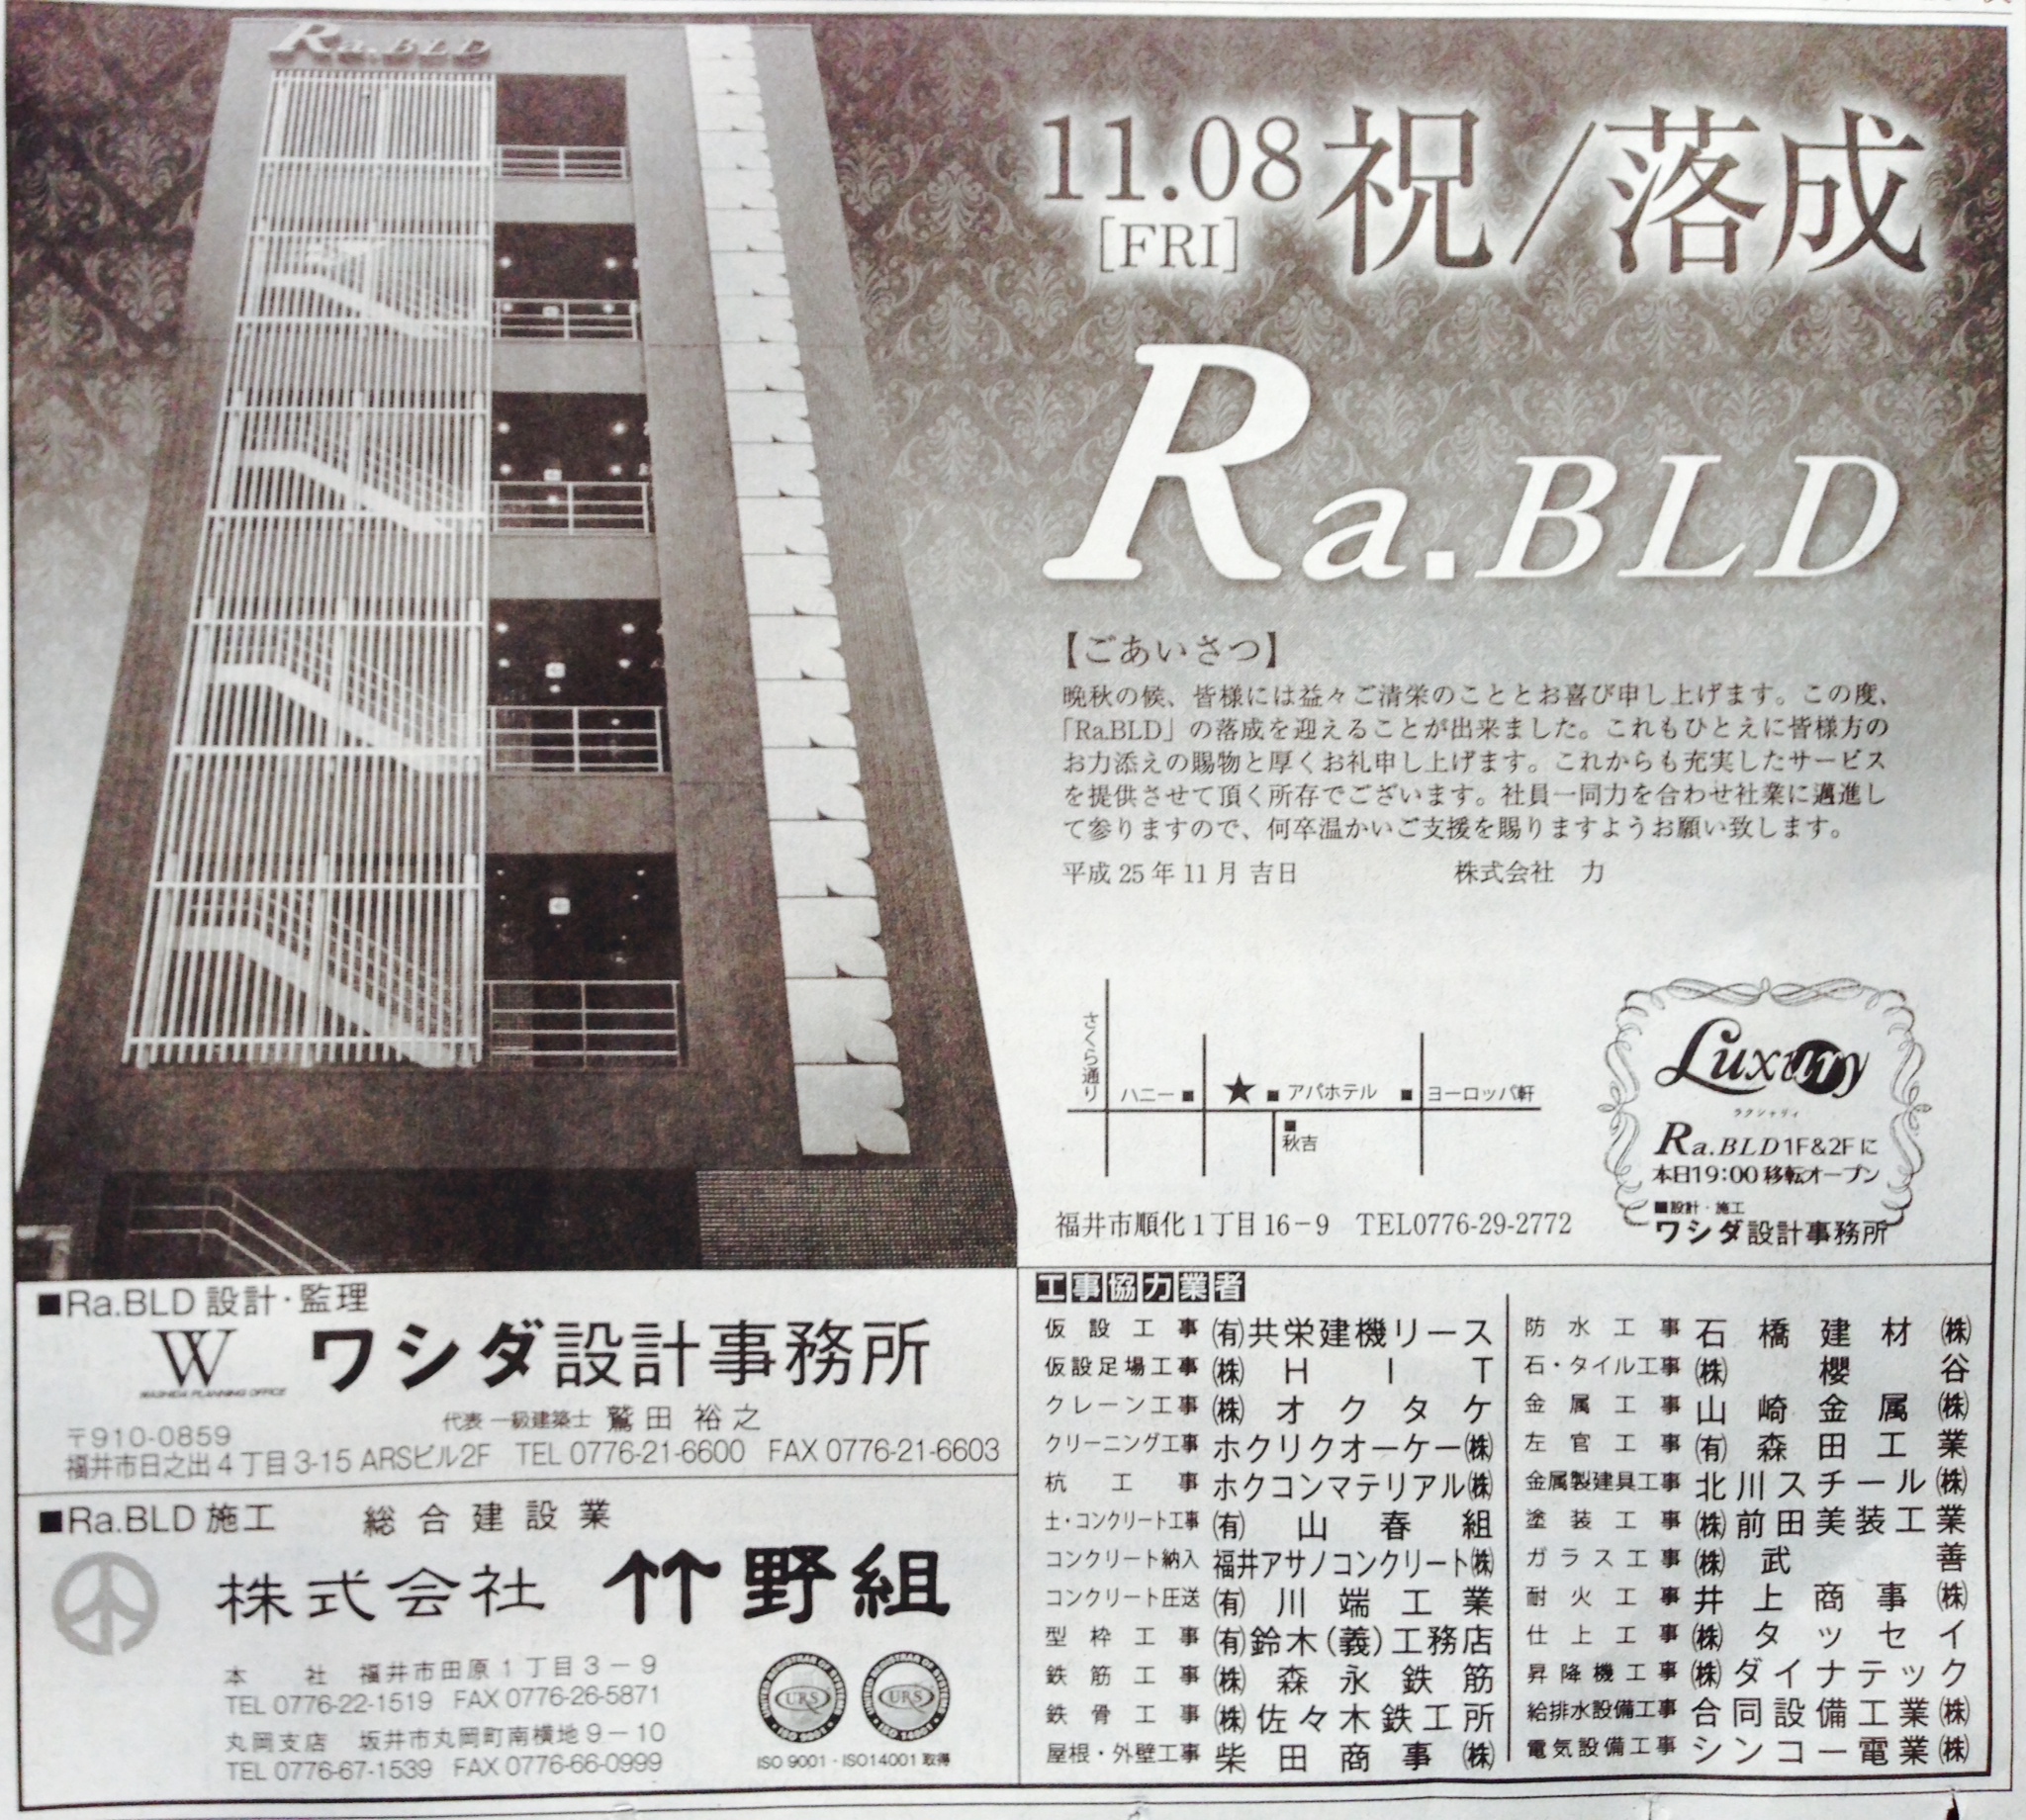 Ra.BLD
11.08 祝/落成
[FRI]
Ra.BLD
【ごあいさつ】
晩秋の候、皆様には益々ご清栄のこととお喜び申し上げます。この度、
「Ra.BLD」の落成を迎えることが出来ました。これもひとえに皆様方の
お力添えの賜物と厚くお礼申し上げます。これからも充実したサービス
を提供させて頂く所存でございます。社員一同力を合わせ社業に邁進し
て参りますので、何卒温かいご支援を賜りますようお願い致します。
平成25年11月吉日 株式会社 力
さくら通り
ハニー■ ★ ■アパホテル ■ヨーロッパ軒
■秋吉
福井市順化1丁目16−9 TEL0776-29-2772
Luxury
ラクシャリィ
Ra.BLD1F&2Fに
本日19:00移転オープン
■設計・施工
ワシダ設計事務所
■Ra.BLD 設計・監理
W ワシダ設計事務所
WASHIDA PLANNING OFFICE
代表 一級建築士 鷲田 裕之
〒910-0859
福井市日之出4丁目3-15 ARSビル2F TEL 0776-21-6600 FAX 0776-21-6603
■Ra.BLD 施工 総合建設業
株式会社 竹野組
本 社 福井市田原1丁目3−9
TEL 0776-22-1519 FAX 0776-26-5871
丸岡支店 坂井市丸岡町南横地9−10
TEL 0776-67-1539 FAX 0776-66-0999
URS URS
ISO 9001・ISO14001 取得
工事協力業者
仮設工事 ㈲共栄建機リース
仮設足場工事 ㈱HIT
クレーン工事 ㈱オクタケ
クリーニング工事 ホクリクオーケー㈱
杭工事 ホクコンマテリアル㈱
土・コンクリート工事 ㈲山春組
コンクリート納入 福井アサノコンクリート㈱
コンクリート圧送 ㈲川端工業
型枠工事 ㈲鈴木(義)工務店
鉄筋工事 ㈱森永鉄筋
鉄骨工事 ㈱佐々木鉄工所
屋根・外壁工事 柴田商事㈱
防水工事 石橋建材㈱
石・タイル工事 ㈱櫻谷
金属工事 山崎金属㈱
左官工事 ㈲森田工業
金属製建具工事 北川スチール㈱
塗装工事 ㈱前田美装工業
ガラス工事 ㈱武善
耐火工事 井上商事㈱
仕上工事 ㈱タッセイ
昇降機工事 ㈱ダイナテック
給排水設備工事 合同設備工業㈱
電気設備工事 シンコー電業㈱